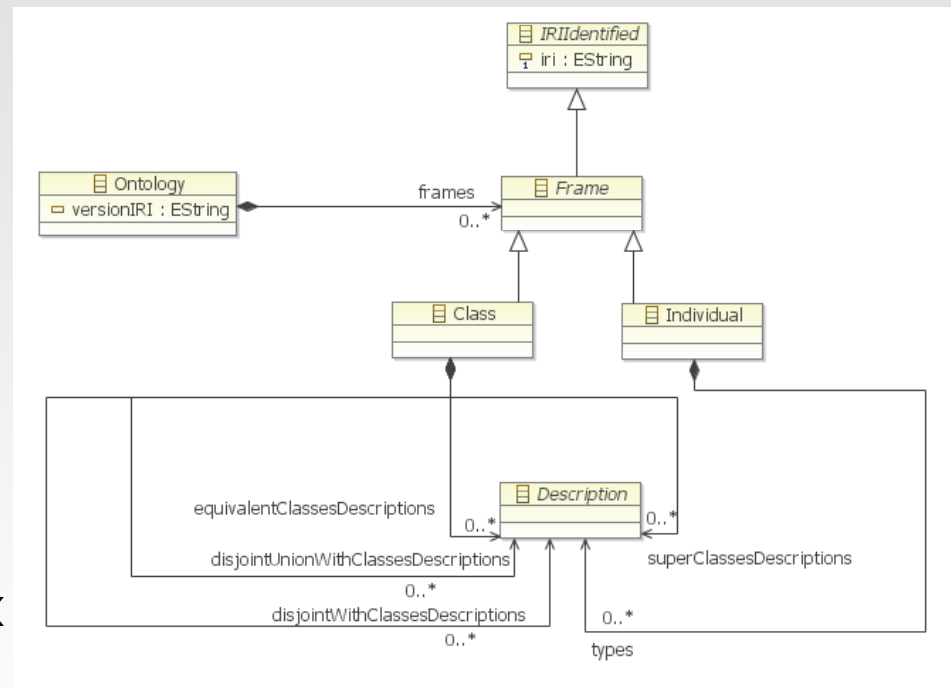 IRIIdentified
iri : EString
Ontology
versionIRI : EString
frames
0..*
Frame
Class
Individual
equivalentClassesDescriptions
0..*
Description
0..*
disjointUnionWithClassesDescriptions
0..*
superClassesDescriptions
disjointWithClassesDescriptions
0..*
0..*
types